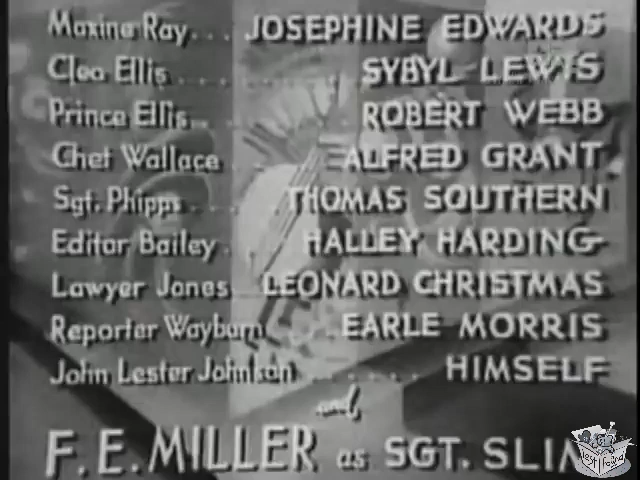 Maxine Ray... JOSEPHINE EDWARDS
Cleo Ellis......... SYBYL LEWIS
Prince Ellis....... ROBERT WEBB
Chet Wallace.. ALFRED GRANT
Sgt. Phipps.... THOMAS SOUTHERN
Editor Bailey.. HALLEY HARDING
Lawyer Jones.. LEONARD CHRISTMAS
Reporter Wayburn.... EARLE MORRIS
John Lester Johnson...... HIMSELF
and
F.E. MILLER as SGT. SLIM